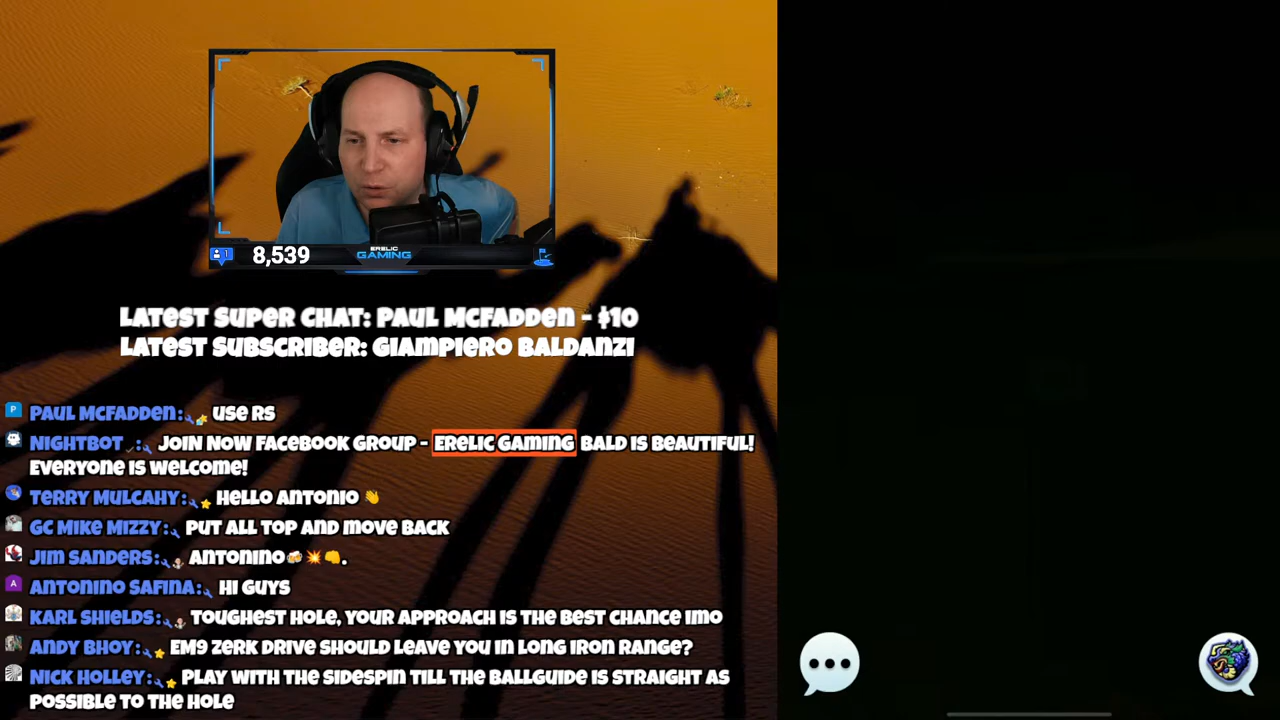 8,539
ERELIC
GAMING
Latest Super Chat: Paul McFadden - $10
Latest Subscriber: Giampiero Baldanzi
P Paul McFadden: use RS
Nightbot : Join now Facebook Group - Erelic Gaming Bald is Beautiful!
Everyone is welcome!
Terry Mulcahy: Hello Antonio 👋
GC Mike Mizzy: Put all top and move back
Jim Sanders: Antonino🍻💥👊.
A Antonino Safina: Hi guys
Karl Shields: Toughest hole, your approach is the best chance imo
Andy Bhoy: EM9 zerk drive should leave you in long iron range?
Nick Holley: Play with the sidespin till the ballguide is straight as
possible to the hole